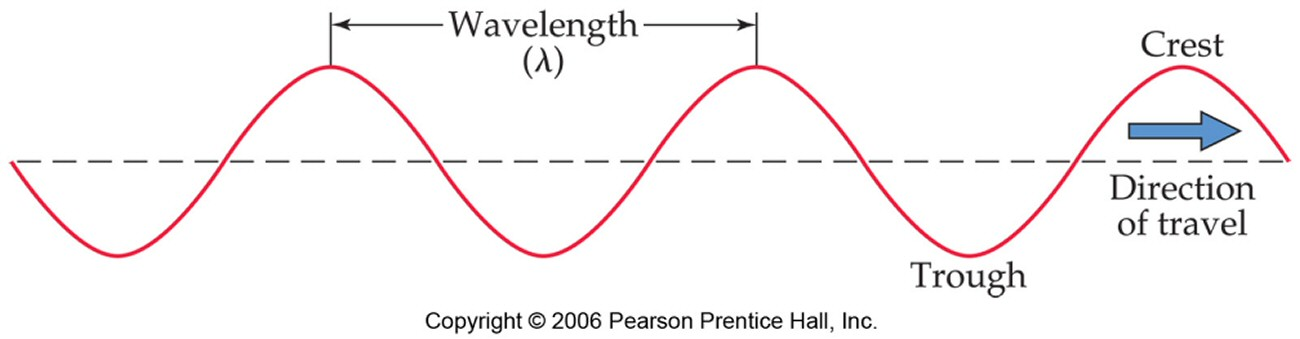 Wavelength
(λ)
Crest
Direction
of travel
Trough
Copyright © 2006 Pearson Prentice Hall, Inc.